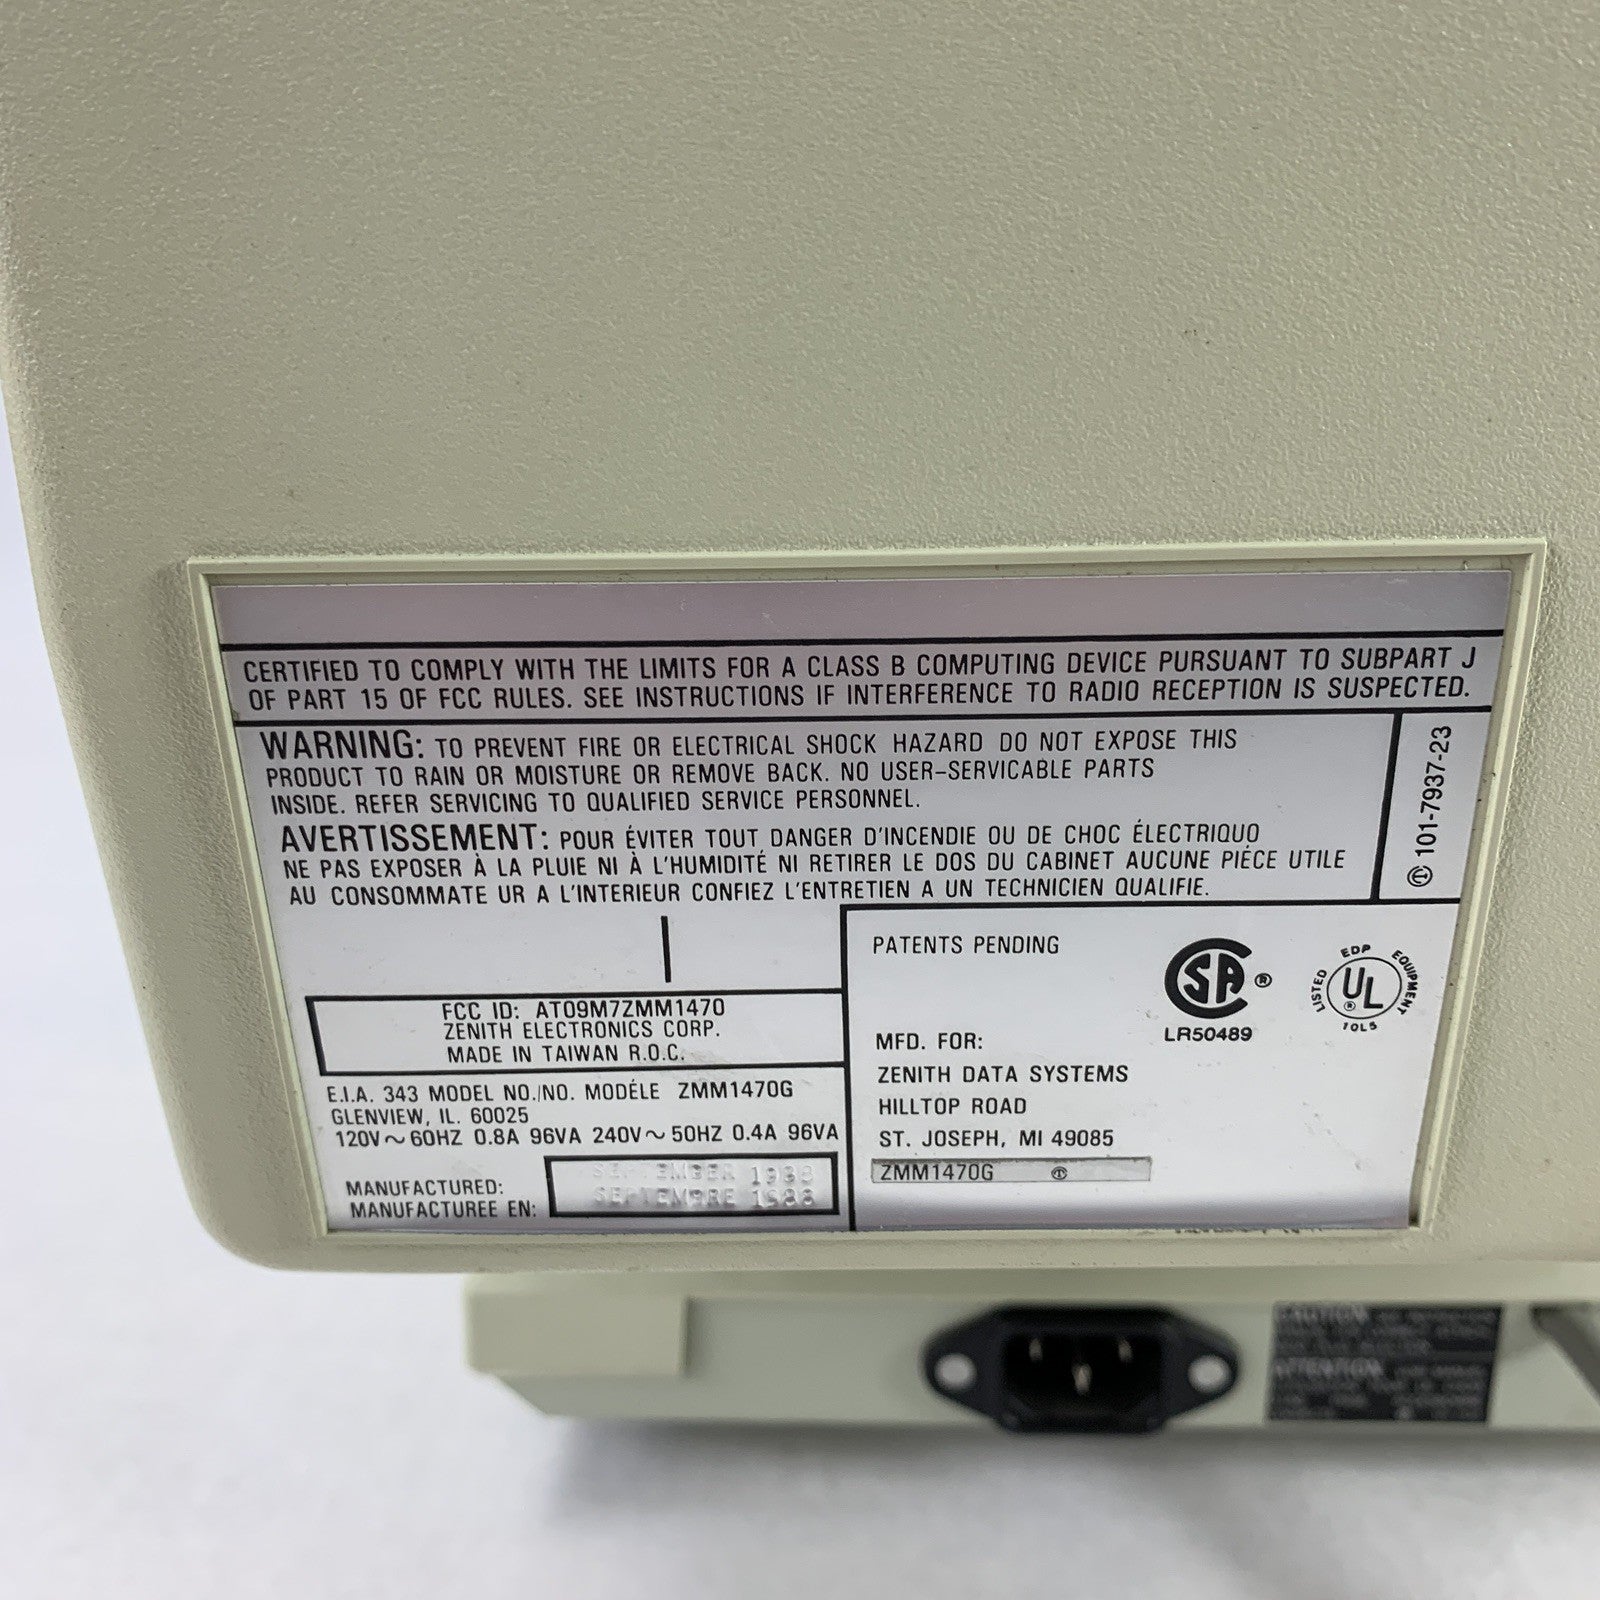 CERTIFIED TO COMPLY WITH THE LIMITS FOR A CLASS B COMPUTING DEVICE PURSUANT TO SUBPART J
OF PART 15 OF FCC RULES. SEE INSTRUCTIONS IF INTERFERENCE TO RADIO RECEPTION IS SUSPECTED.
WARNING: TO PREVENT FIRE OR ELECTRICAL SHOCK HAZARD DO NOT EXPOSE THIS
PRODUCT TO RAIN OR MOISTURE OR REMOVE BACK. NO USER-SERVICABLE PARTS
INSIDE. REFER SERVICING TO QUALIFIED SERVICE PERSONNEL.
AVERTISSEMENT: POUR ÉVITER TOUT DANGER D'INCENDIE OU DE CHOC ÉLECTRIQUO
NE PAS EXPOSER À LA PLUIE NI À L'HUMIDITÉ NI RETIRER LE DOS DU CABINET AUCUNE PIÉCE UTILE
AU CONSOMMATE UR A L'INTERIEUR CONFIEZ L'ENTRETIEN A UN TECHNICIEN QUALIFIE.
101-7937-23
FCC ID: AT09M7ZMM1470
ZENITH ELECTRONICS CORP.
MADE IN TAIWAN R.O.C.
E.I.A. 343 MODEL NO./NO. MODÉLE ZMM1470G
GLENVIEW, IL. 60025
120V~60HZ 0.8A 96VA 240V~50HZ 0.4A 96VA
MANUFACTURED: SEPTEMBER 1988
MANUFACTUREE EN: SEPTEMBRE 1988
PATENTS PENDING
SA ®
LR50489
LISTED EDP EQUIPMENT
UL
10L5
MFD. FOR:
ZENITH DATA SYSTEMS
HILLTOP ROAD
ST. JOSEPH, MI 49085
ZMM1470G
CAUTION:
ATTENTION: